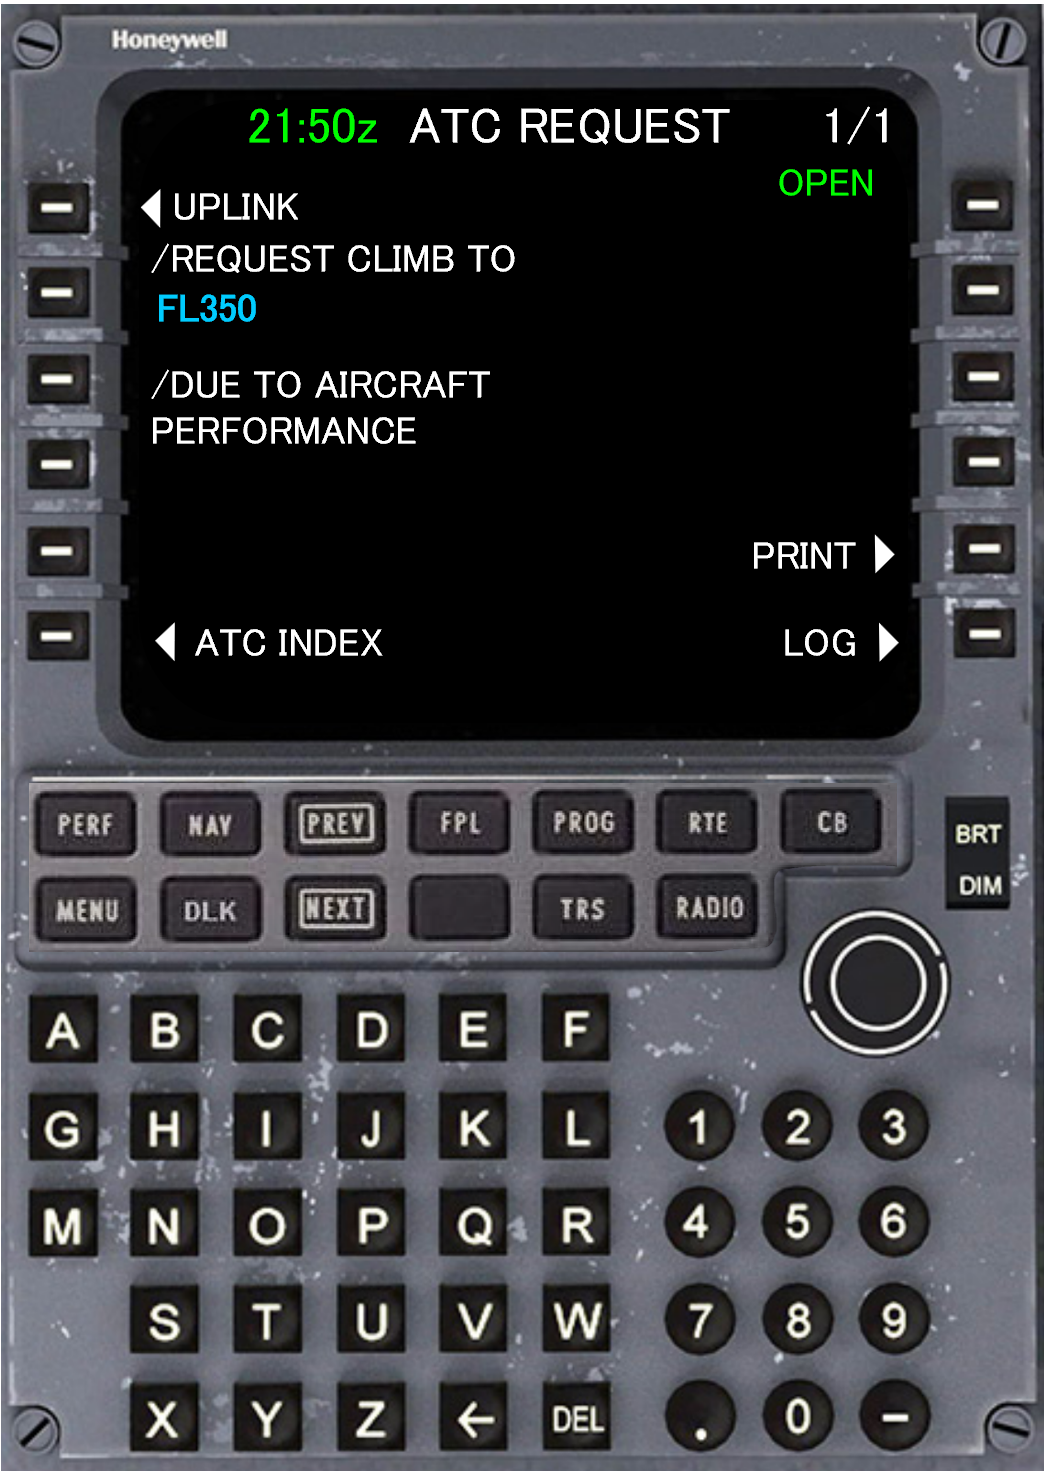 Honeywell
21:50z ATC REQUEST 1/1
OPEN
UPLINK
/REQUEST CLIMB TO
FL350
/DUE TO AIRCRAFT
PERFORMANCE
PRINT
ATC INDEX LOG
PERF NAV PREV FPL PROG RTE CB
BRT
MENU DLK NEXT TRS RADIO
DIM
A B C D E F
G H I J K L 1 2 3
M N O P Q R 4 5 6
S T U V W 7 8 9
X Y Z ← DEL . 0 -